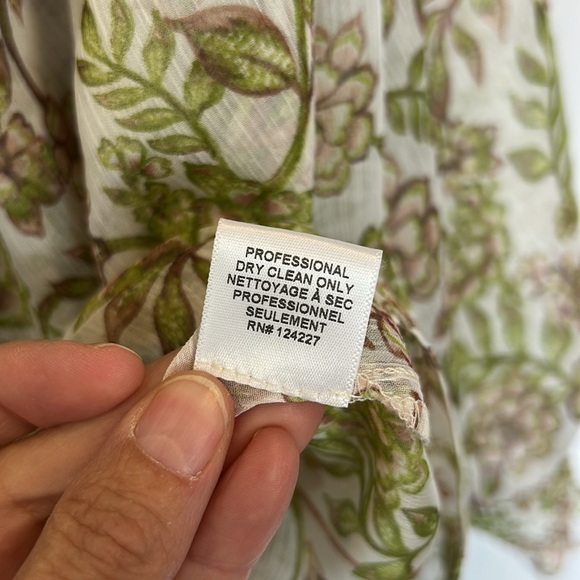 PROFESSIONAL
DRY CLEAN ONLY
NETTOYAGE À SEC
PROFESSIONNEL
SEULEMENT
RN# 124227